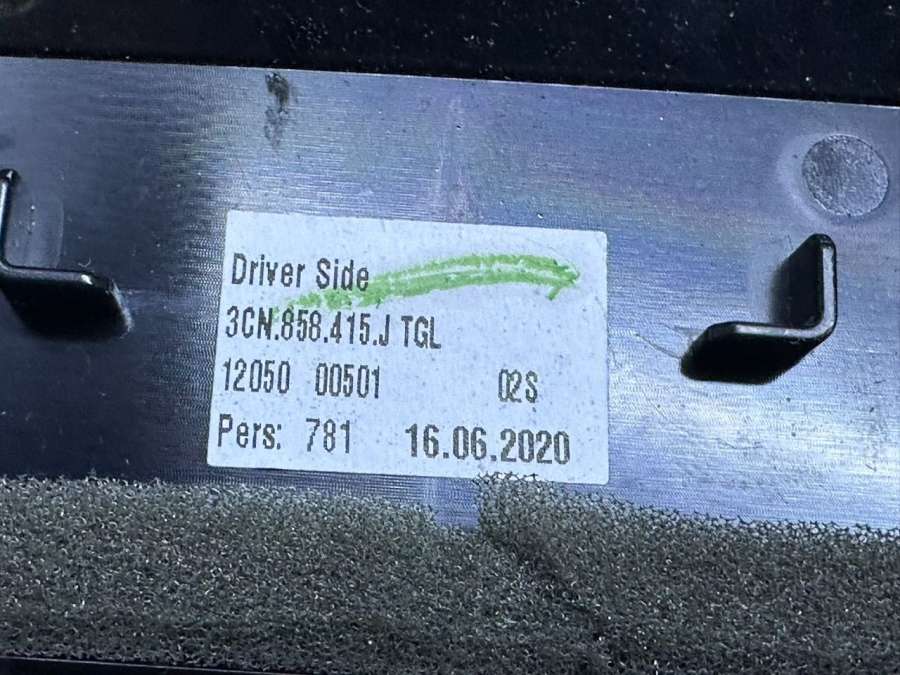 Driver Side
3CN.858.415.J TGL
12050 00501 02S
Pers: 781 16.06.2020